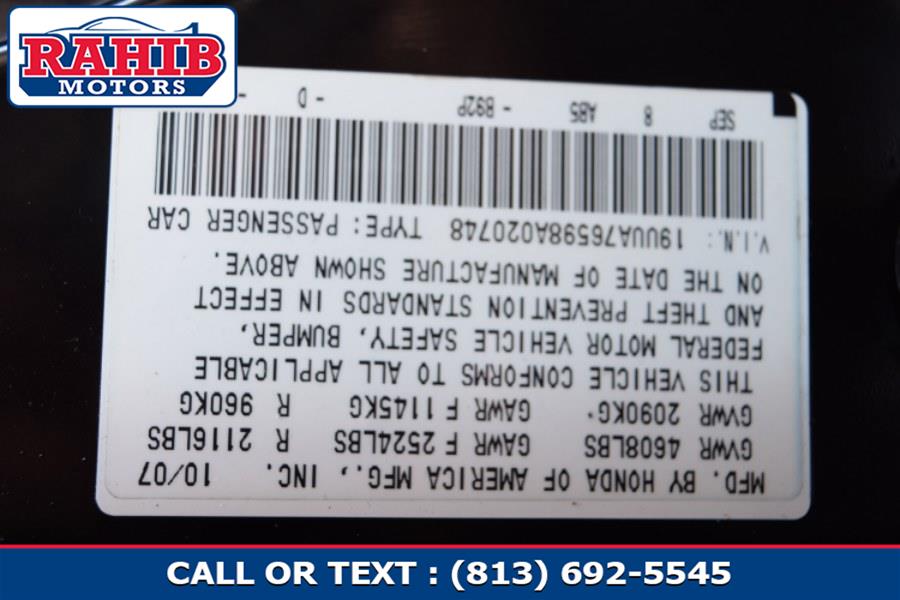 RAHIB
MOTORS
MFD. BY HONDA OF AMERICA MFG., INC. 10/07
GVWR 4608LBS GAWR F 2524LBS R 2116LBS
GVWR 2090KG GAWR F 1145KG R 960KG
THIS VEHICLE CONFORMS TO ALL APPLICABLE
FEDERAL MOTOR VEHICLE SAFETY, BUMPER,
AND THEFT PREVENTION STANDARDS IN EFFECT
ON THE DATE OF MANUFACTURE SHOWN ABOVE.
V.I.N.: 19UUA76598A020748 TYPE: PASSENGER CAR
SEP 8 AB5 - B92P - D -
CALL OR TEXT : (813) 692-5545